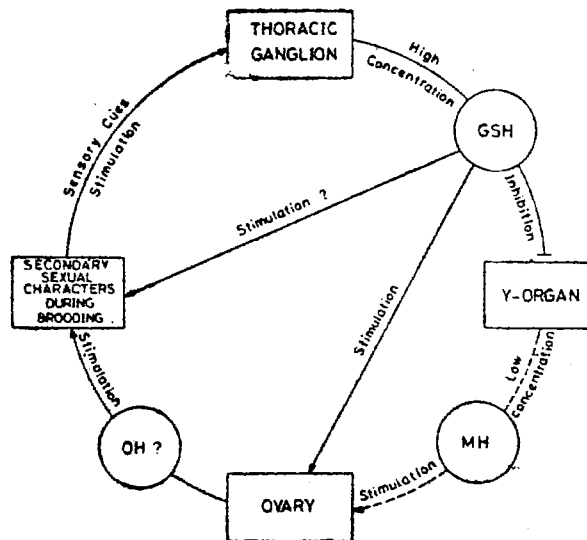 THORACIC
GANGLION
High
Concentration
GSH
Inhibition
Y-ORGAN
Low
concentration
MH
Stimulation
OVARY
OH ?
Stimulation
SECONDARY
SEXUAL
CHARACTERS
DURING
BROODING
Sensory Cues
Stimulation
Stimulation ?
Stimulation